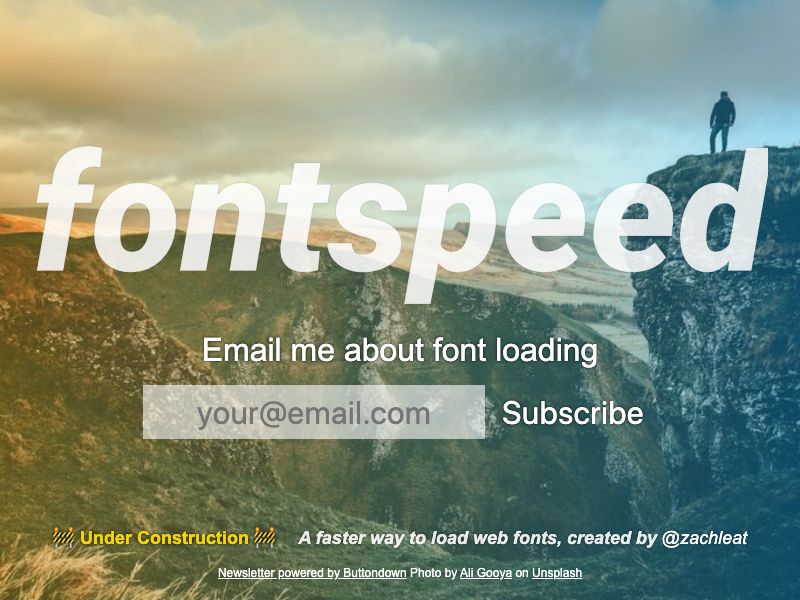 fontspeed
Email me about font loading
your@email.com Subscribe
🚧 Under Construction 🚧 A faster way to load web fonts, created by @zachleat
Newsletter powered by Buttondown Photo by Ali Gooya on Unsplash